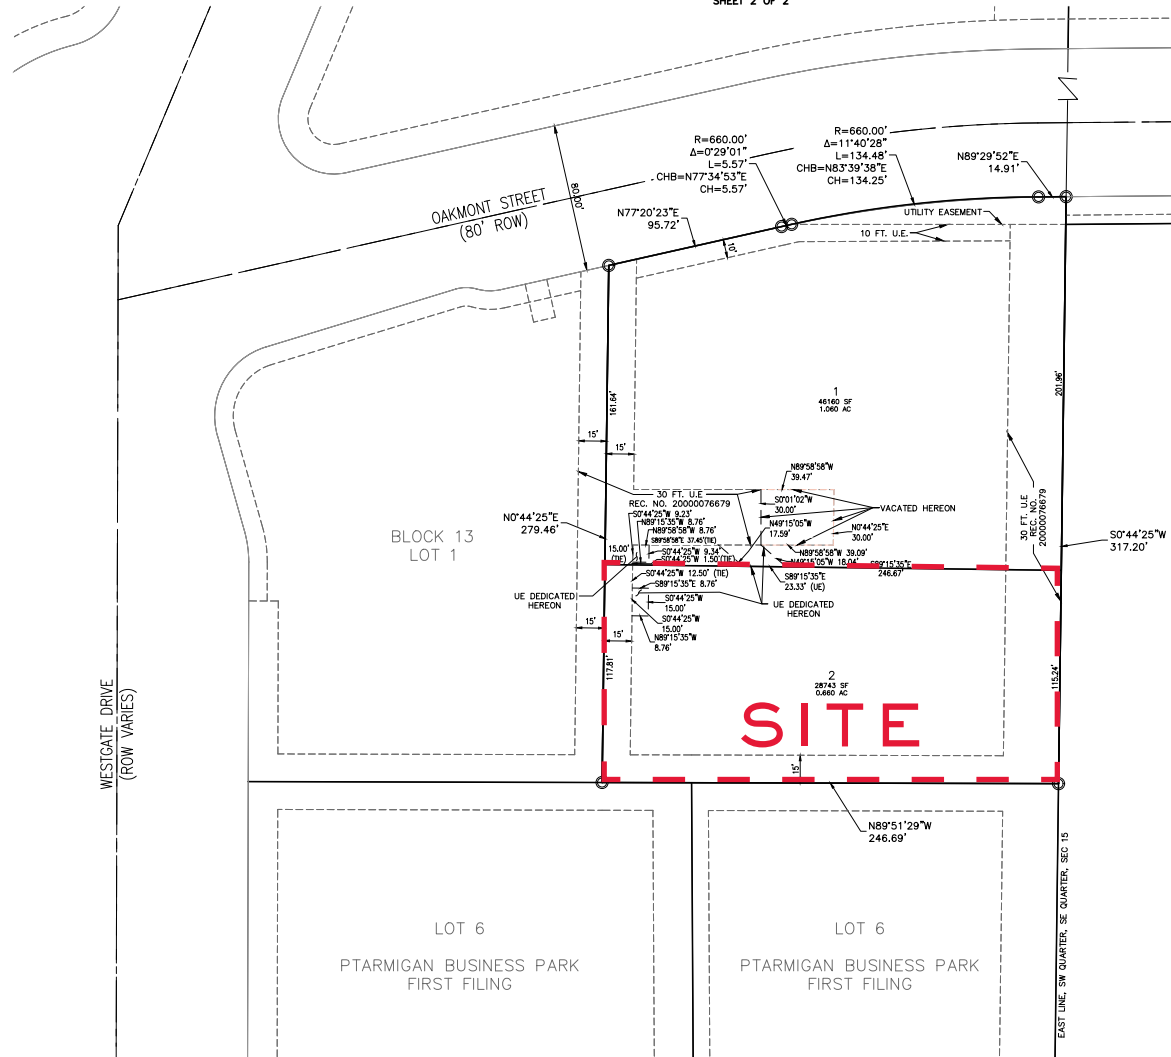 SHEET 2 OF 2
R=660.00'
Δ=0°29'01"
L=5.57'
CHB=N77°34'53"E
CH=5.57'
R=660.00'
Δ=11°40'28"
L=134.48'
CHB=N83°39'38"E
CH=134.25'
N89°29'52"E
14.91'
OAKMONT STREET
(80' ROW)
80.00'
N77°20'23"E
95.72'
10'
UTILITY EASEMENT
10 FT. U.E.
1
46160 SF
1.060 AC
161.64'
201.96'
15'
15'
N89°58'58"W
39.47'
30 FT. U.E
REC. NO. 20000076679
S0°01'02"W
30.00'
VACATED HEREON
30 FT. U.E
REC. NO.
20000076679
N0°44'25"E
279.46'
BLOCK 13
LOT 1
S0°44'25"W 9.23'
N89°15'35"W 8.76'
N89°58'58"W 8.76'
S89°58'58"E 37.45'(TIE)
15.00'
(TIE)
S0°44'25"W 9.34'
S0°44'25"W 1.50'(TIE)
N49°15'05"W
17.59'
N0°44'25"E
30.00'
N89°58'58"W 39.09'
N49°15'05"W 18.04'
S89°15'35"E
246.67'
S0°44'25"W
317.20'
S0°44'25"W 12.50' (TIE)
S89°15'35"E 8.76'
S89°15'35"E
23.33' (UE)
UE DEDICATED
HEREON
S0°44'25"W
15.00'
S0°44'25"W
15.00'
N89°15'35"W
8.76'
UE DEDICATED
HEREON
15'
15'
117.81'
115.24'
2
28743 SF
0.660 AC
SITE
15'
WESTGATE DRIVE
(ROW VARIES)
N89°51'29"W
246.69'
LOT 6
PTARMIGAN BUSINESS PARK
FIRST FILING
LOT 6
PTARMIGAN BUSINESS PARK
FIRST FILING
EAST LINE, SW QUARTER, SE QUARTER, SEC 15